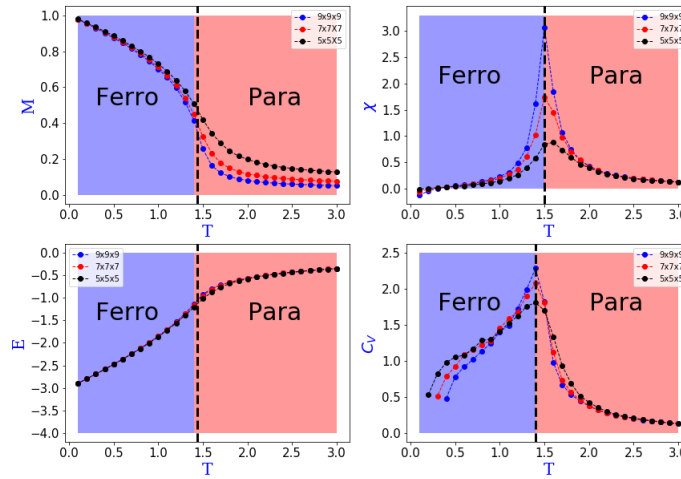 1.0
0.8
0.6
0.4
0.2
0.0
M
Ferro
Para
9x9x9
7x7X7
5x5X5
0.0 0.5 1.0 1.5 2.0 2.5 3.0
T
3.0
2.5
2.0
1.5
1.0
0.5
0.0
χ
Ferro
Para
9x9x9
7x7x7
5x5x5
0.0 0.5 1.0 1.5 2.0 2.5 3.0
T
0.0
−0.5
−1.0
−1.5
−2.0
−2.5
−3.0
−3.5
−4.0
E
9x9x9
7x7x7
5x5x5
Ferro
Para
0.0 0.5 1.0 1.5 2.0 2.5 3.0
T
2.5
2.0
1.5
1.0
0.5
0.0
C_V
Ferro
Para
9x9x9
7x7x7
5x5x5
0.0 0.5 1.0 1.5 2.0 2.5 3.0
T